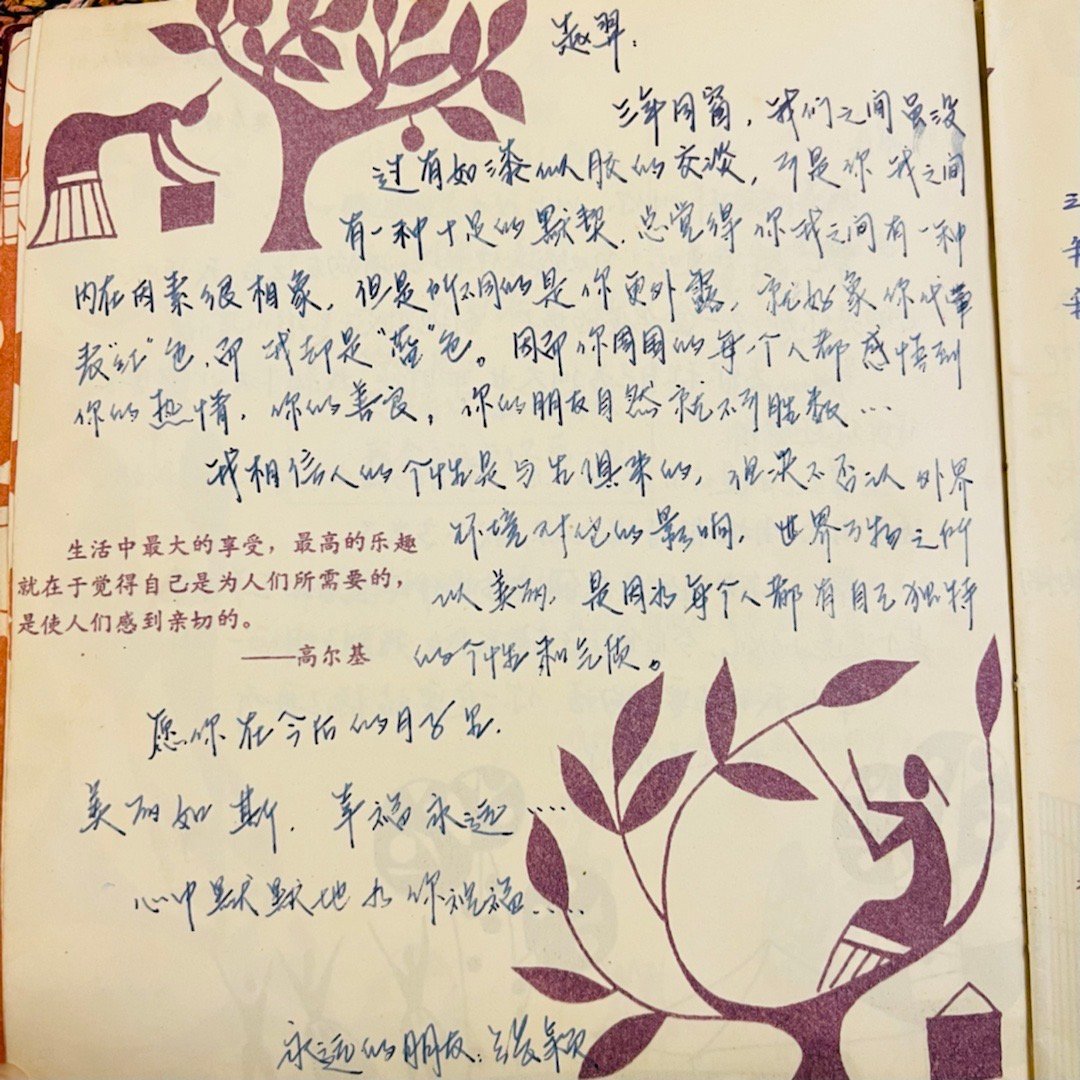 赵羿:
三年同窗,我们之间虽没
过有如漆似胶的交谈,可是你我之间
有一种十足的默契.总觉得你我之间有一种
内在因素很相象,但是所不同的是你更外露,就好象你代
表"红"色,而我却是"蓝"色。因而你周围的每一个人都感悟到
你的热情,你的善良,你的朋友自然就不可胜数…
我相信人的个性是与生俱来的,但决不否认外界
环境对他的影响,世界万物之所
以美丽,是因为每个人都有自己独特
的个性和气质。
生活中最大的享受,最高的乐趣
就在于觉得自己是为人们所需要的,
是使人们感到亲切的。
——高尔基
愿你在今后的日子里.
美丽如斯.幸福永远……
心中默默地为你祝福……
永远的朋友:张颖